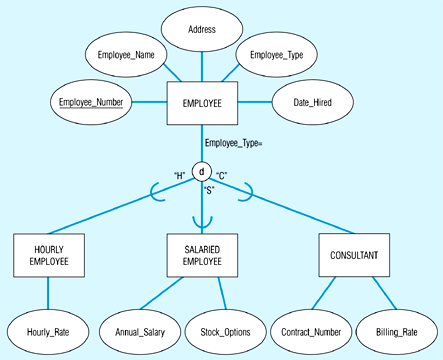 Address
Employee_Name
Employee_Type
Employee_Number
EMPLOYEE
Date_Hired
Employee_Type=
d
"H"
"C"
"S"
HOURLY
EMPLOYEE
SALARIED
EMPLOYEE
CONSULTANT
Hourly_Rate
Annual_Salary
Stock_Options
Contract_Number
Billing_Rate